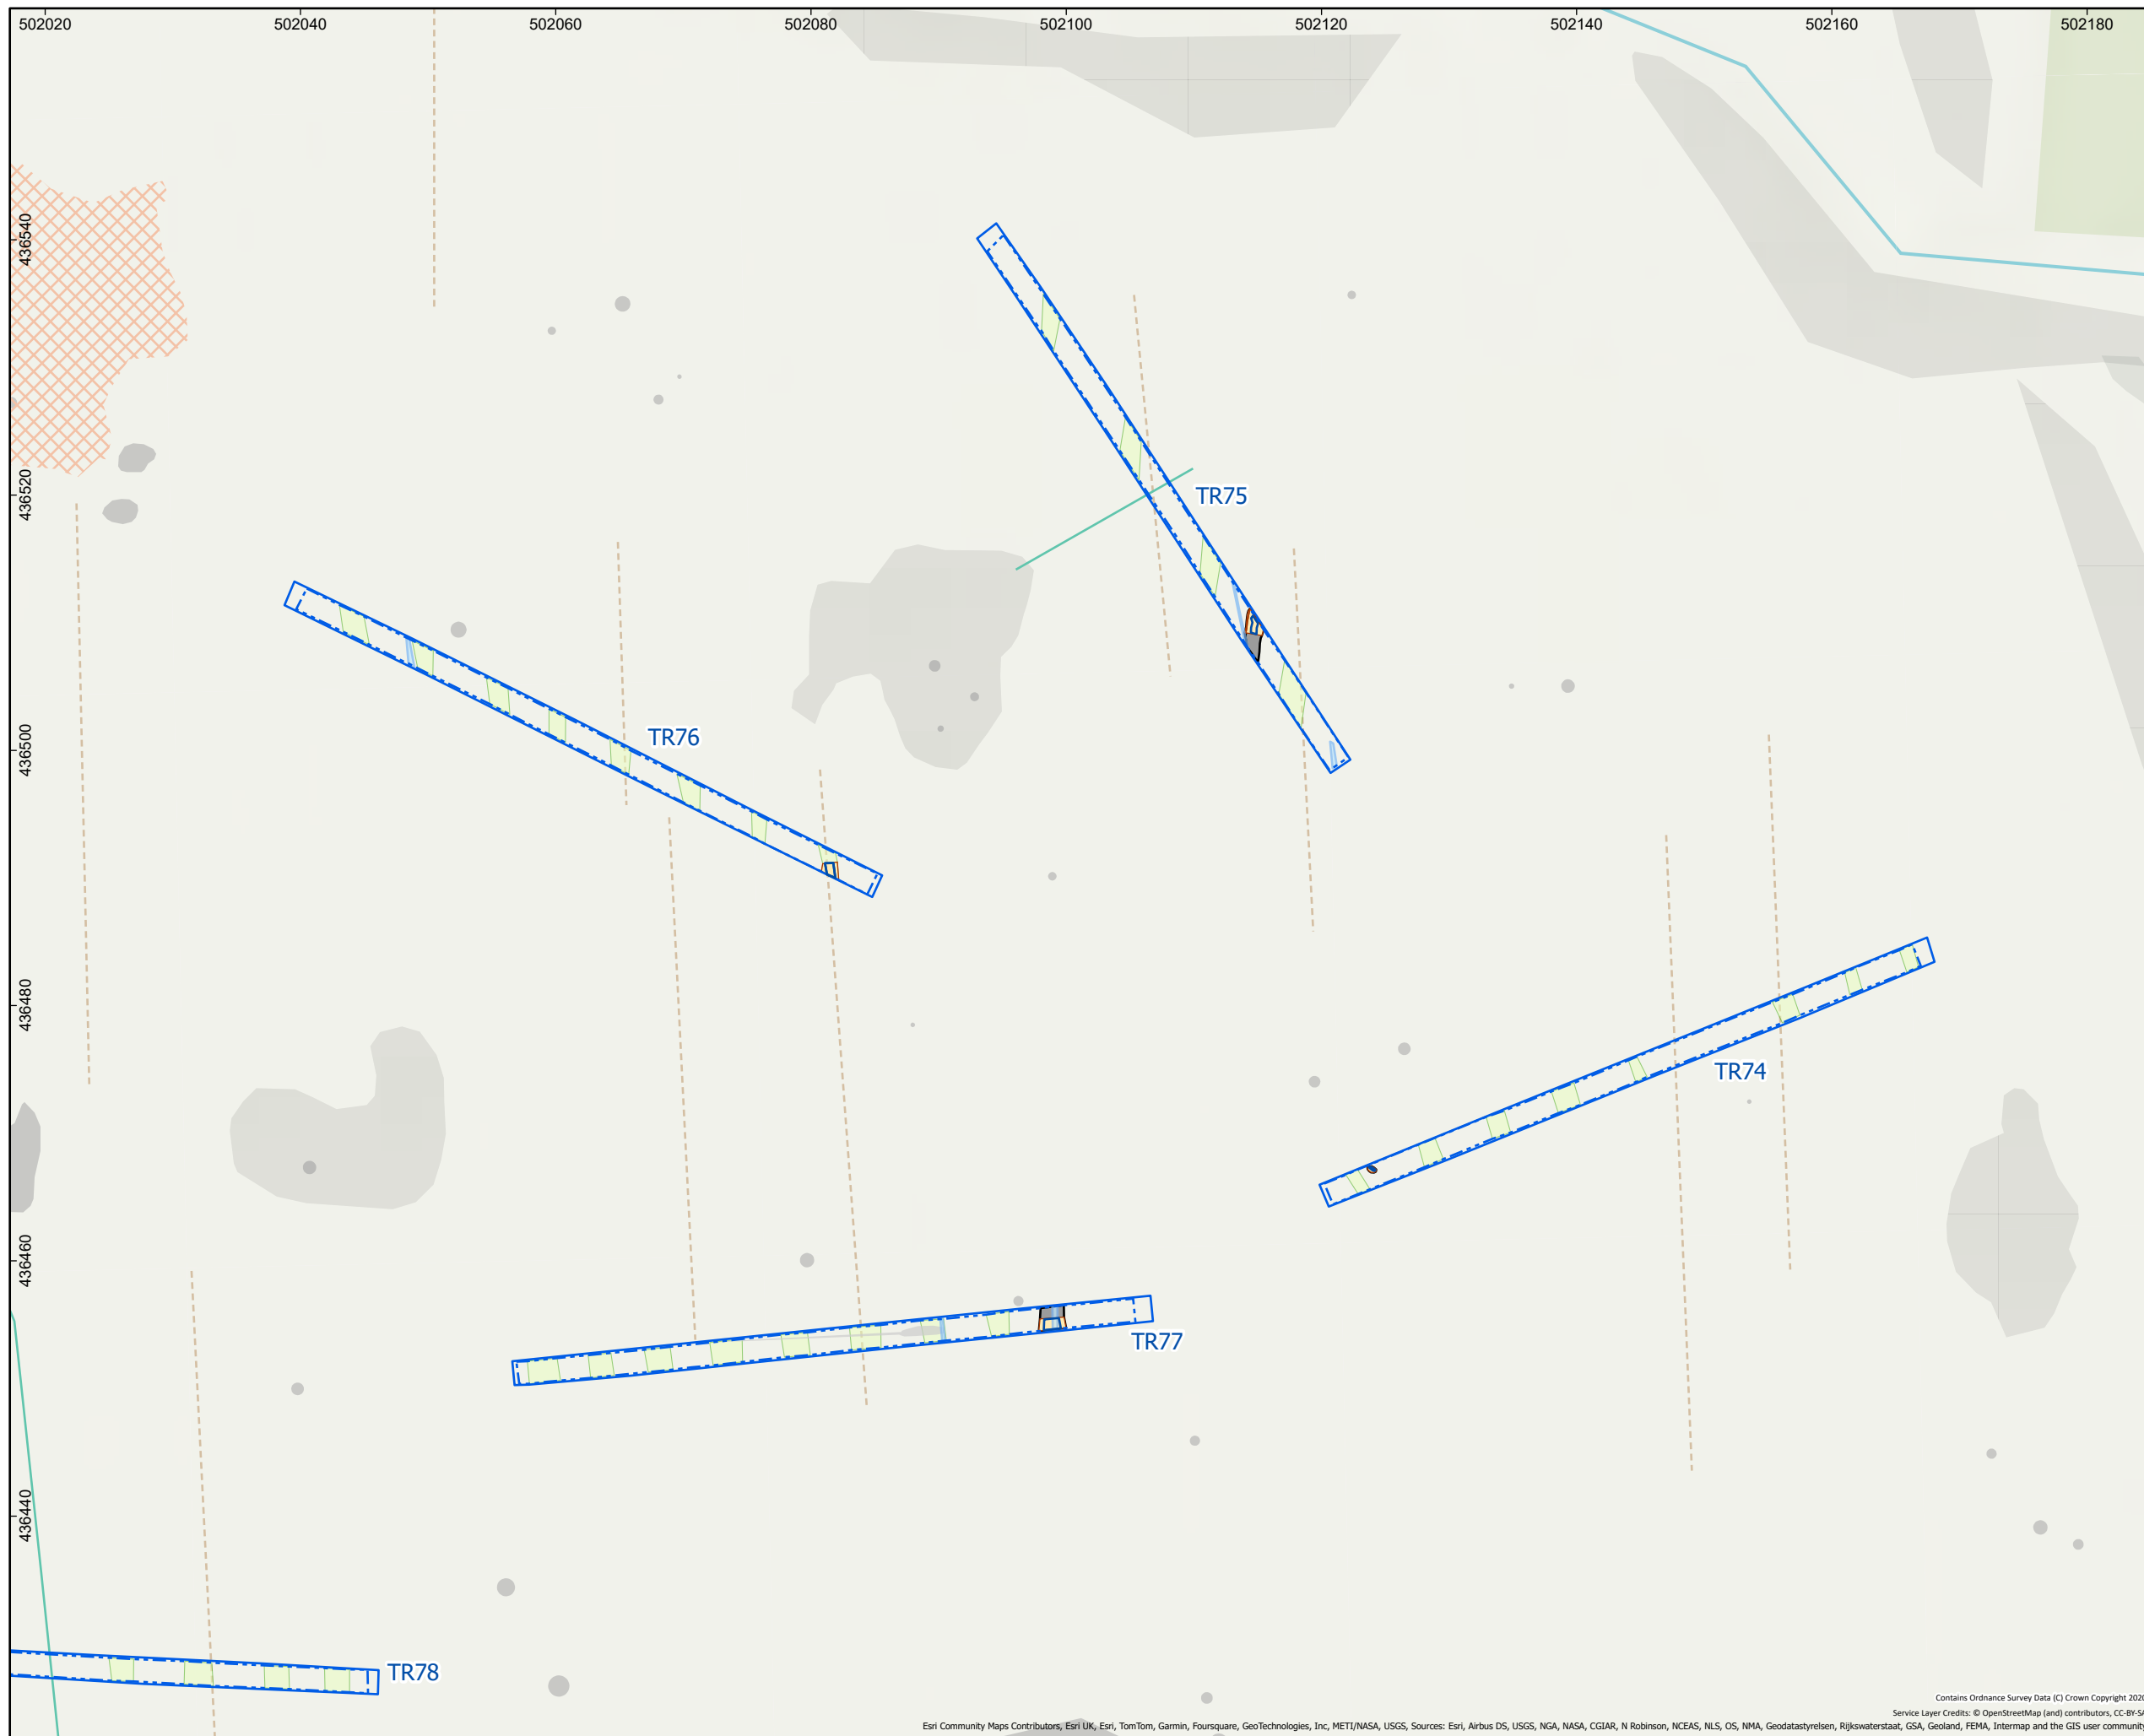 502020 502040 502060 502080 502100 502120 502140 502160 502180
436540
436520
TR75
436500
TR76
436480
TR74
436460
TR77
436440
TR78
Contains Ordnance Survey Data (C) Crown Copyright 2020
Service Layer Credits: © OpenStreetMap (and) contributors, CC-BY-SA
Esri Community Maps Contributors, Esri UK, Esri, TomTom, Garmin, Foursquare, GeoTechnologies, Inc, METI/NASA, USGS, Sources: Esri, Airbus DS, USGS, NGA, NASA, CGIAR, N Robinson, NCEAS, NLS, OS, NMA, Geodatastyrelsen, Rijkswaterstaat, GSA, Geoland, FEMA, Intermap and the GIS user community